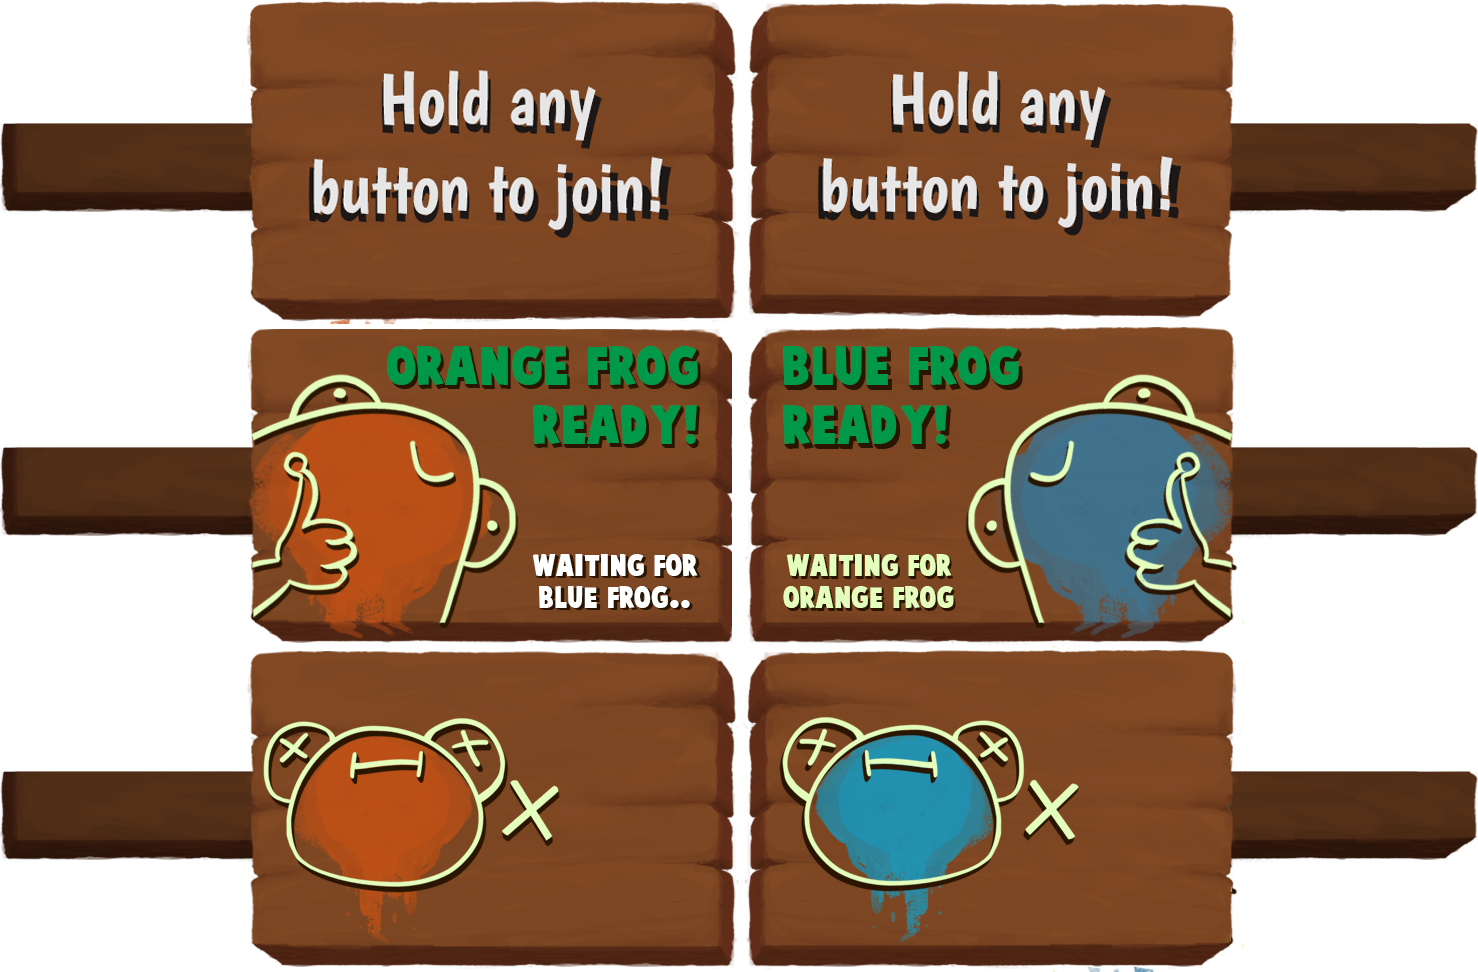 Hold any
button to join!
Hold any
button to join!
ORANGE FROG
READY!
WAITING FOR
BLUE FROG..
BLUE FROG
READY!
WAITING FOR
ORANGE FROG